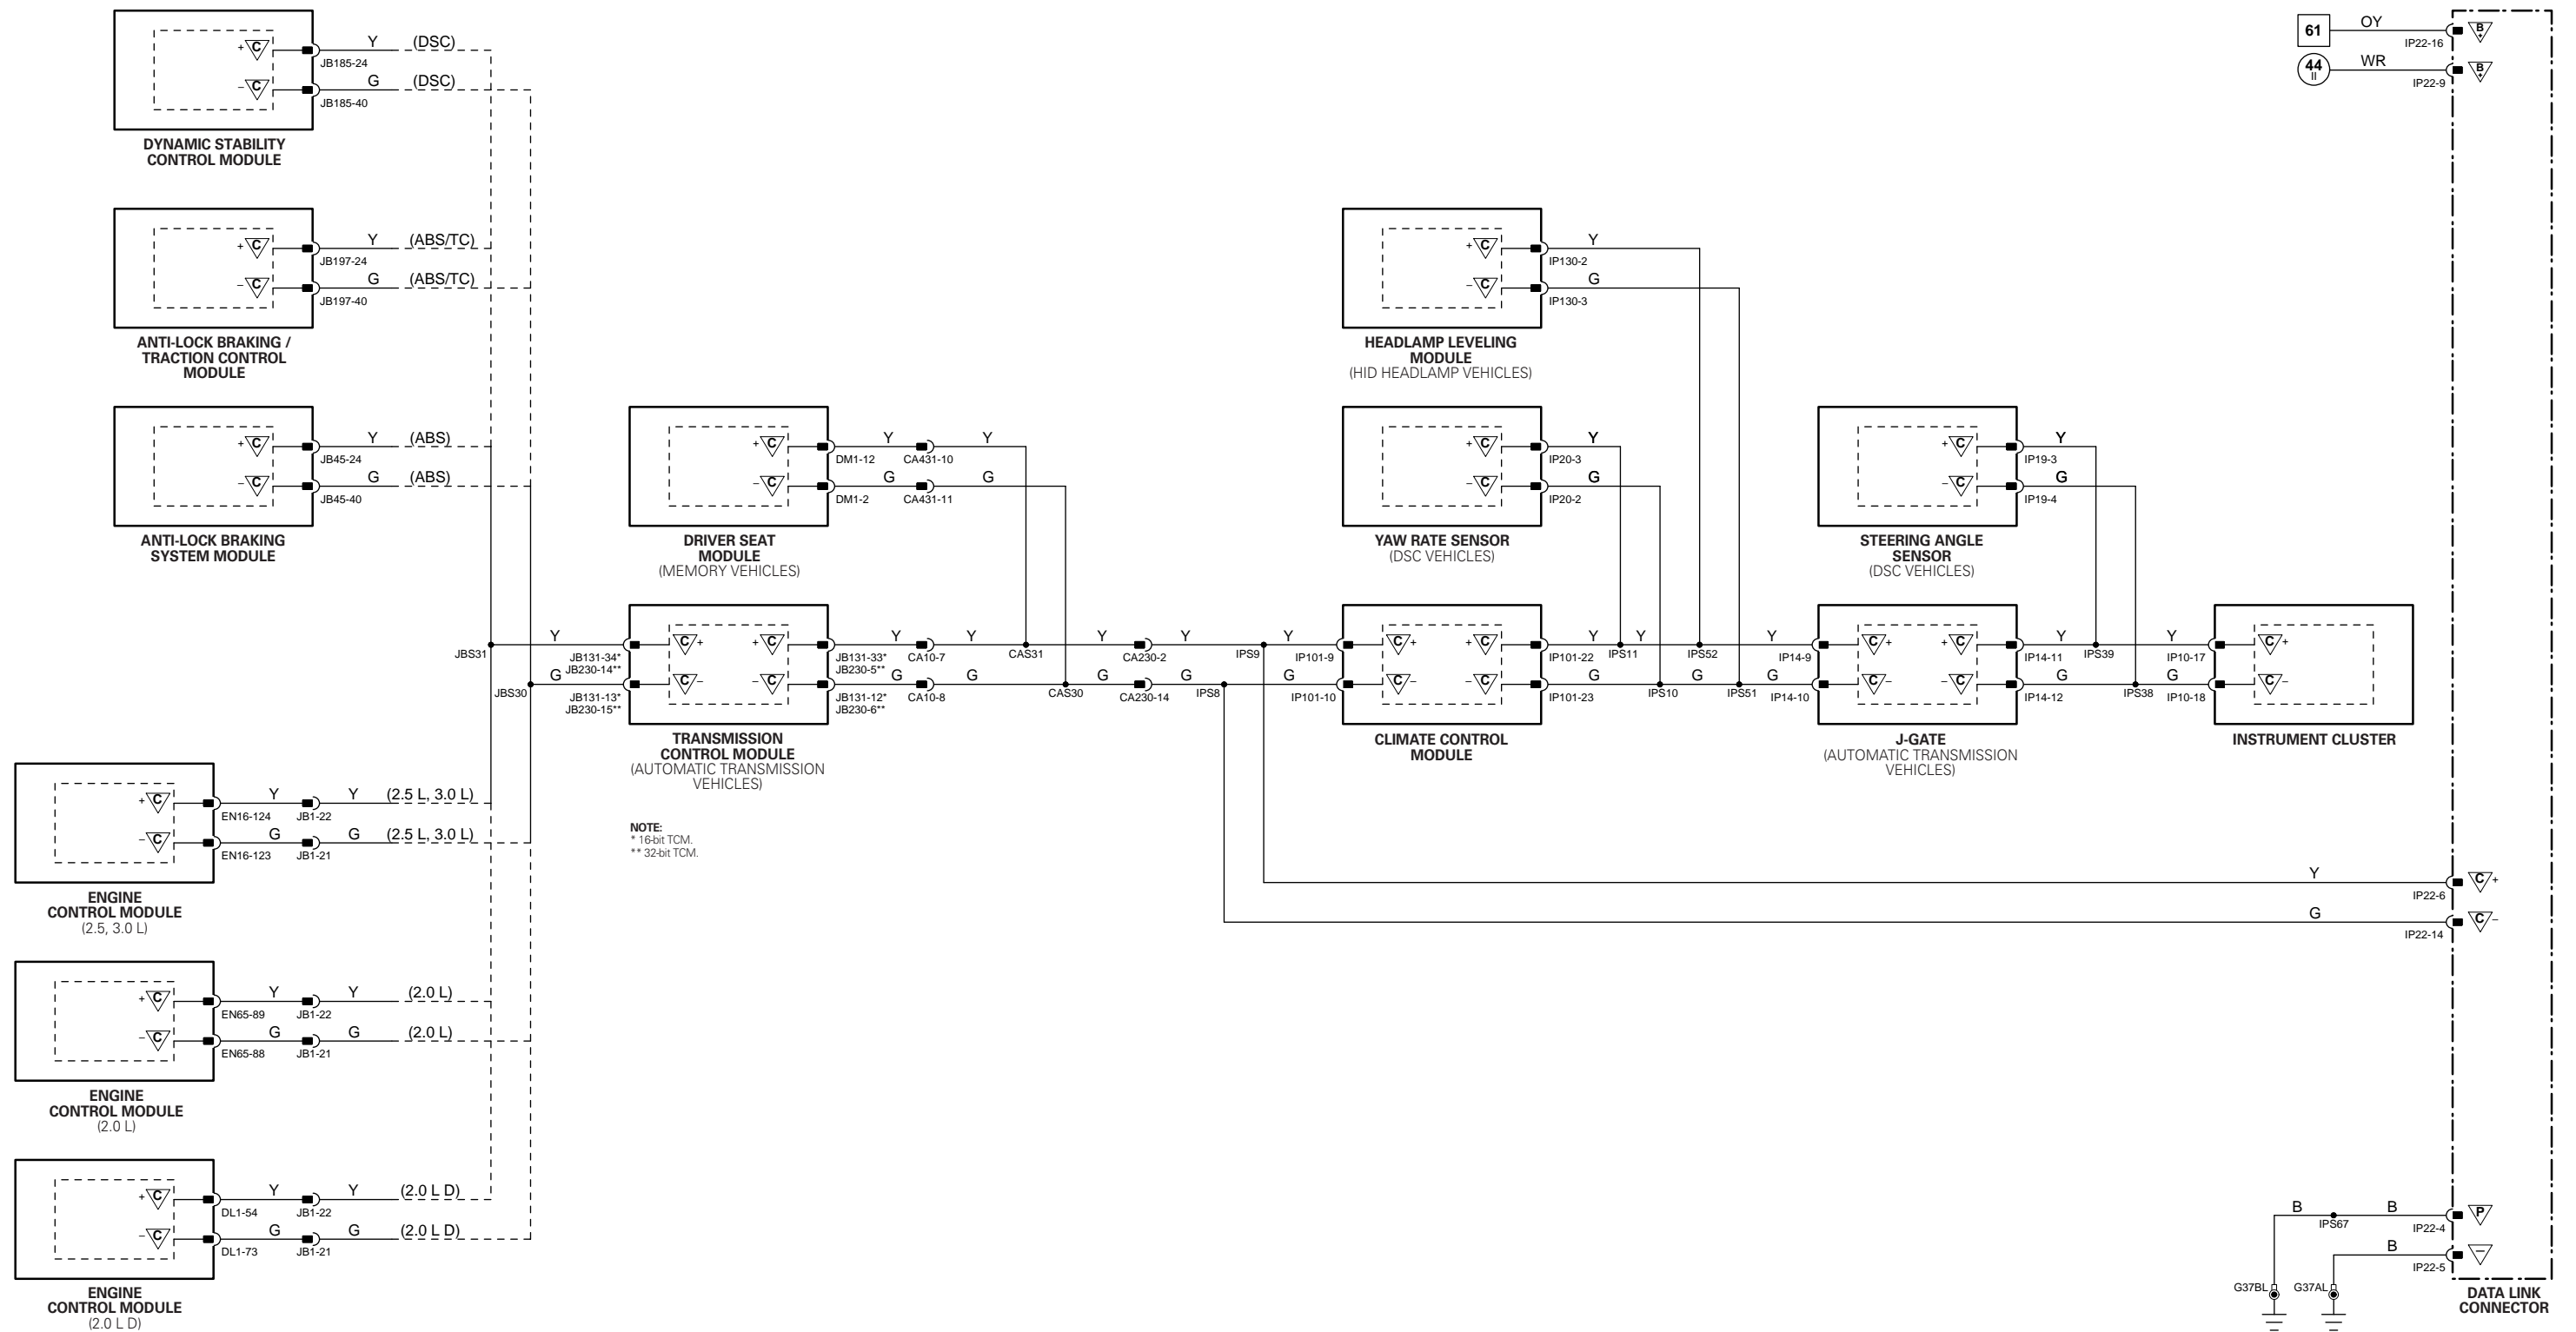 Y
(DSC)
JB185-24
G
(DSC)
JB185-40
+ C
− C
DYNAMIC STABILITY
CONTROL MODULE
Y
(ABS/TC)
JB197-24
G
(ABS/TC)
JB197-40
+ C
− C
ANTI-LOCK BRAKING /
TRACTION CONTROL
MODULE
Y
(ABS)
JB45-24
G
(ABS)
JB45-40
+ C
− C
ANTI-LOCK BRAKING
SYSTEM MODULE
JBS31
JBS30
+ C
− C
Y
Y
(2.5 L, 3.0 L)
EN16-124
JB1-22
G
G
(2.5 L, 3.0 L)
EN16-123
JB1-21
ENGINE
CONTROL MODULE
(2.5, 3.0 L)
+ C
− C
Y
Y
(2.0 L)
EN65-89
JB1-22
G
G
(2.0 L)
EN65-88
JB1-21
ENGINE
CONTROL MODULE
(2.0 L)
+ C
− C
Y
Y
(2.0 L D)
DL1-54
JB1-22
G
G
(2.0 L D)
DL1-73
JB1-21
ENGINE
CONTROL MODULE
(2.0 L D)
+ C
− C
Y
Y
DM1-12
CA431-10
G
G
DM1-2
CA431-11
DRIVER SEAT
MODULE
(MEMORY VEHICLES)
Y
JB131-34*
JB230-14**
G
JB131-13*
JB230-15**
C +
+ C
C −
− C
Y
Y
Y
Y
Y
JB131-33*
JB230-5**
CA10-7
CAS31
CA230-2
IPS9
IP101-9
G
G
G
G
G
JB131-12*
JB230-6**
CA10-8
CAS30
CA230-14
IPS8
IP101-10
TRANSMISSION
CONTROL MODULE
(AUTOMATIC TRANSMISSION
VEHICLES)
NOTE:
* 16-bit TCM.
** 32-bit TCM.
+ C
− C
Y
IP130-2
G
IP130-3
HEADLAMP LEVELING
MODULE
(HID HEADLAMP VEHICLES)
+ C
− C
Y
IP20-3
G
IP20-2
YAW RATE SENSOR
(DSC VEHICLES)
C +
+ C
C −
− C
Y
Y
Y
IP101-22
IPS11
IPS52
IP14-9
G
G
G
IP101-23
IPS10
IPS51
IP14-10
CLIMATE CONTROL
MODULE
+ C
− C
Y
IP19-3
G
IP19-4
STEERING ANGLE
SENSOR
(DSC VEHICLES)
C +
+ C
C −
− C
Y
Y
IP14-11
IPS39
IP10-17
G
G
IP14-12
IPS38
IP10-18
J-GATE
(AUTOMATIC TRANSMISSION
VEHICLES)
C +
C −
INSTRUMENT CLUSTER
61
OY
IP22-16
B +
44
II
WR
IP22-9
B +
Y
IP22-6
C +
G
IP22-14
C −
B
B
IPS67
IP22-4
P
B
IP22-5
−
G37BL
G37AL
DATA LINK
CONNECTOR